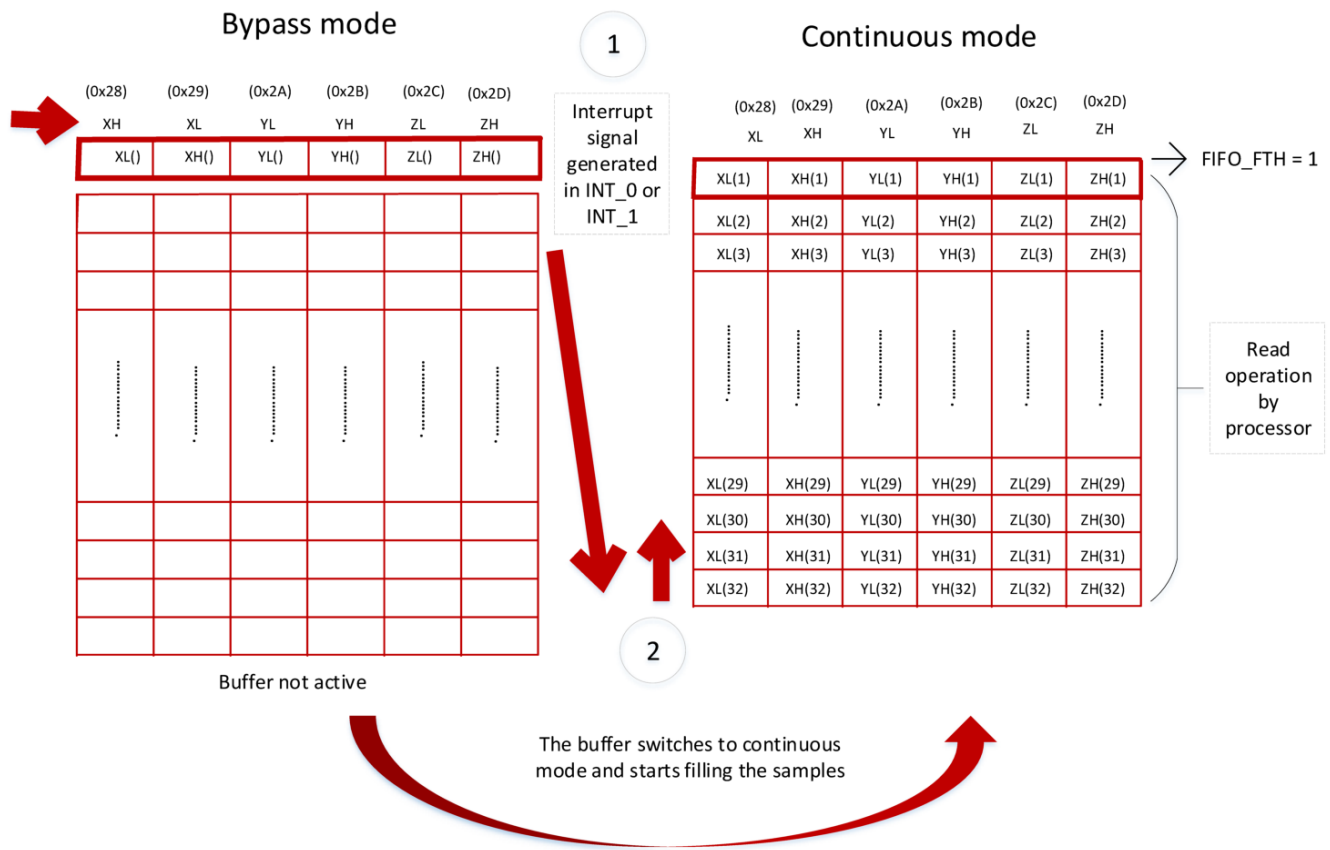 Bypass mode
(0x28) (0x29) (0x2A) (0x2B) (0x2C) (0x2D)
XH XL YL YH ZL ZH
XL() XH() YL() YH() ZL() ZH()
Buffer not active
1
Interrupt
signal
generated
in INT_0 or
INT_1
2
The buffer switches to continuous
mode and starts filling the samples
Continuous mode
(0x28) (0x29) (0x2A) (0x2B) (0x2C) (0x2D)
XL XH YL YH ZL ZH
XL(1) XH(1) YL(1) YH(1) ZL(1) ZH(1)
XL(2) XH(2) YL(2) YH(2) ZL(2) ZH(2)
XL(3) XH(3) YL(3) YH(3) ZL(3) ZH(3)
XL(29) XH(29) YL(29) YH(29) ZL(29) ZH(29)
XL(30) XH(30) YL(30) YH(30) ZL(30) ZH(30)
XL(31) XH(31) YL(31) YH(31) ZL(31) ZH(31)
XL(32) XH(32) YL(32) YH(32) ZL(32) ZH(32)
FIFO_FTH = 1
Read
operation
by
processor